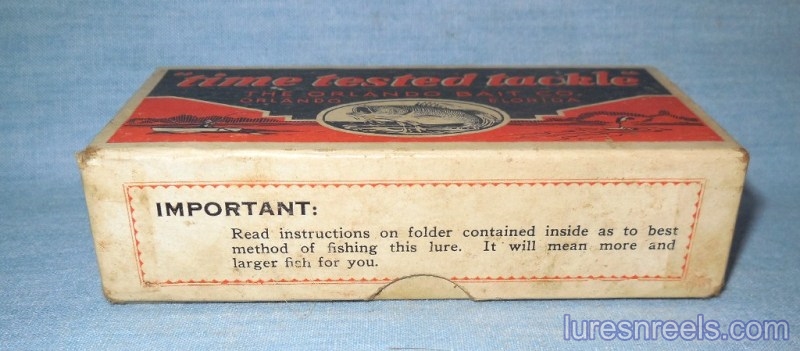 "time tested tackle"
THE ORLANDO BAIT CO.
ORLANDO FLORIDA
IMPORTANT:
Read instructions on folder contained inside as to best
method of fishing this lure. It will mean more and
larger fish for you.
luresnreels.com